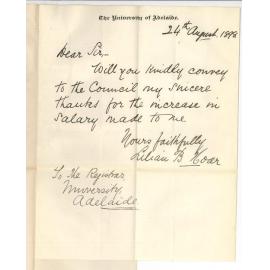 The University of Adelaide.
24th August 1898
Dear Sir,-
Will you kindly convey
to the Council my sincere
thanks for the increase in
salary made to me
Yours faithfully
Lilian B Hoar
To The Registrar
University,
Adelaide